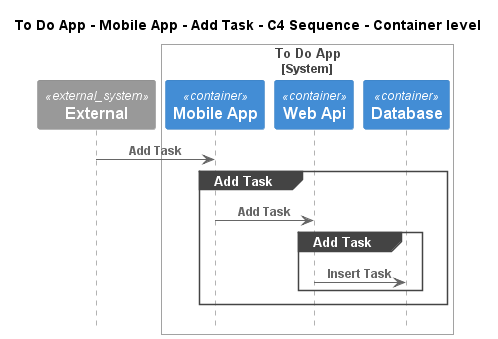 To Do App - Mobile App - Add Task - C4 Sequence - Container level
To Do App
[System]
«external_system»
External
«container»
Mobile App
«container»
Web Api
«container»
Database
Add Task
Add Task
Add Task
Add Task
Insert Task